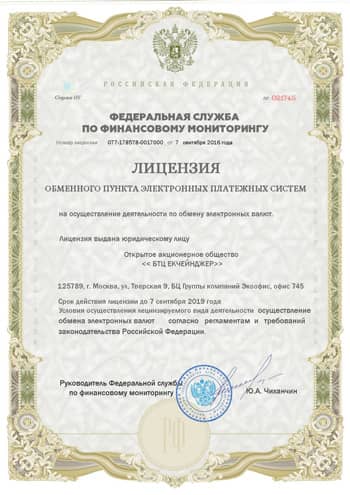 РОССИЙСКАЯ ФЕДЕРАЦИЯ
Серия
№ 021745
ФЕДЕРАЛЬНАЯ СЛУЖБА
ПО ФИНАНСОВОМУ МОНИТОРИНГУ
Номер лицензии 077-178578-0017000 от 7 сентября 2016 года
ЛИЦЕНЗИЯ
ОБМЕННОГО ПУНКТА ЭЛЕКТРОННЫХ ПЛАТЕЖНЫХ СИСТЕМ
на осуществление деятельности по обмену электронных валют.
Лицензия выдана юридическому лицу
Открытое акционерное общество
<< БТЦ ЕКЧЕЙНДЖЕР>>
125789, г. Москва, ул, Тверская 9, БЦ Группы компаний Экоофис, офис 745
Срок действия лицензии до 7 сентября 2019 года
Условия осуществления лецинзируемого вида деятельности осуществление
обмена электронных валют согласно регламентам и требований
законодательства Российской Федерации.
Руководитель Федеральной службы
по финансовому мониторингу
Ю.А. Чиханчин
РФ